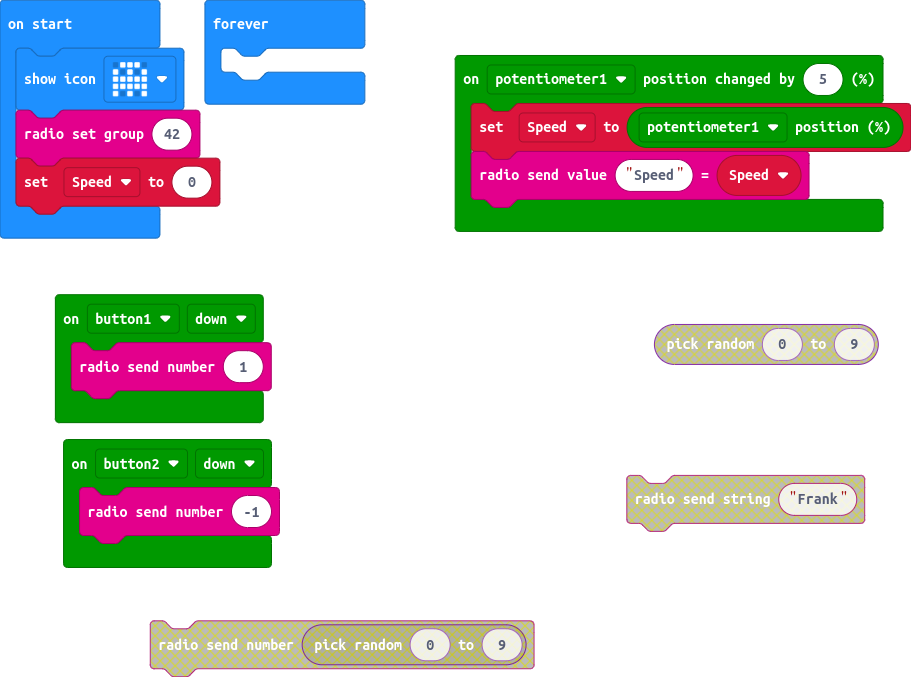 on start
show icon
radio set group 42
set Speed to 0
forever
on potentiometer1 position changed by 5 (%)
set Speed to potentiometer1 position (%)
radio send value "Speed" = Speed
on button1 down
radio send number 1
pick random 0 to 9
on button2 down
radio send number -1
radio send string "Frank"
radio send number pick random 0 to 9